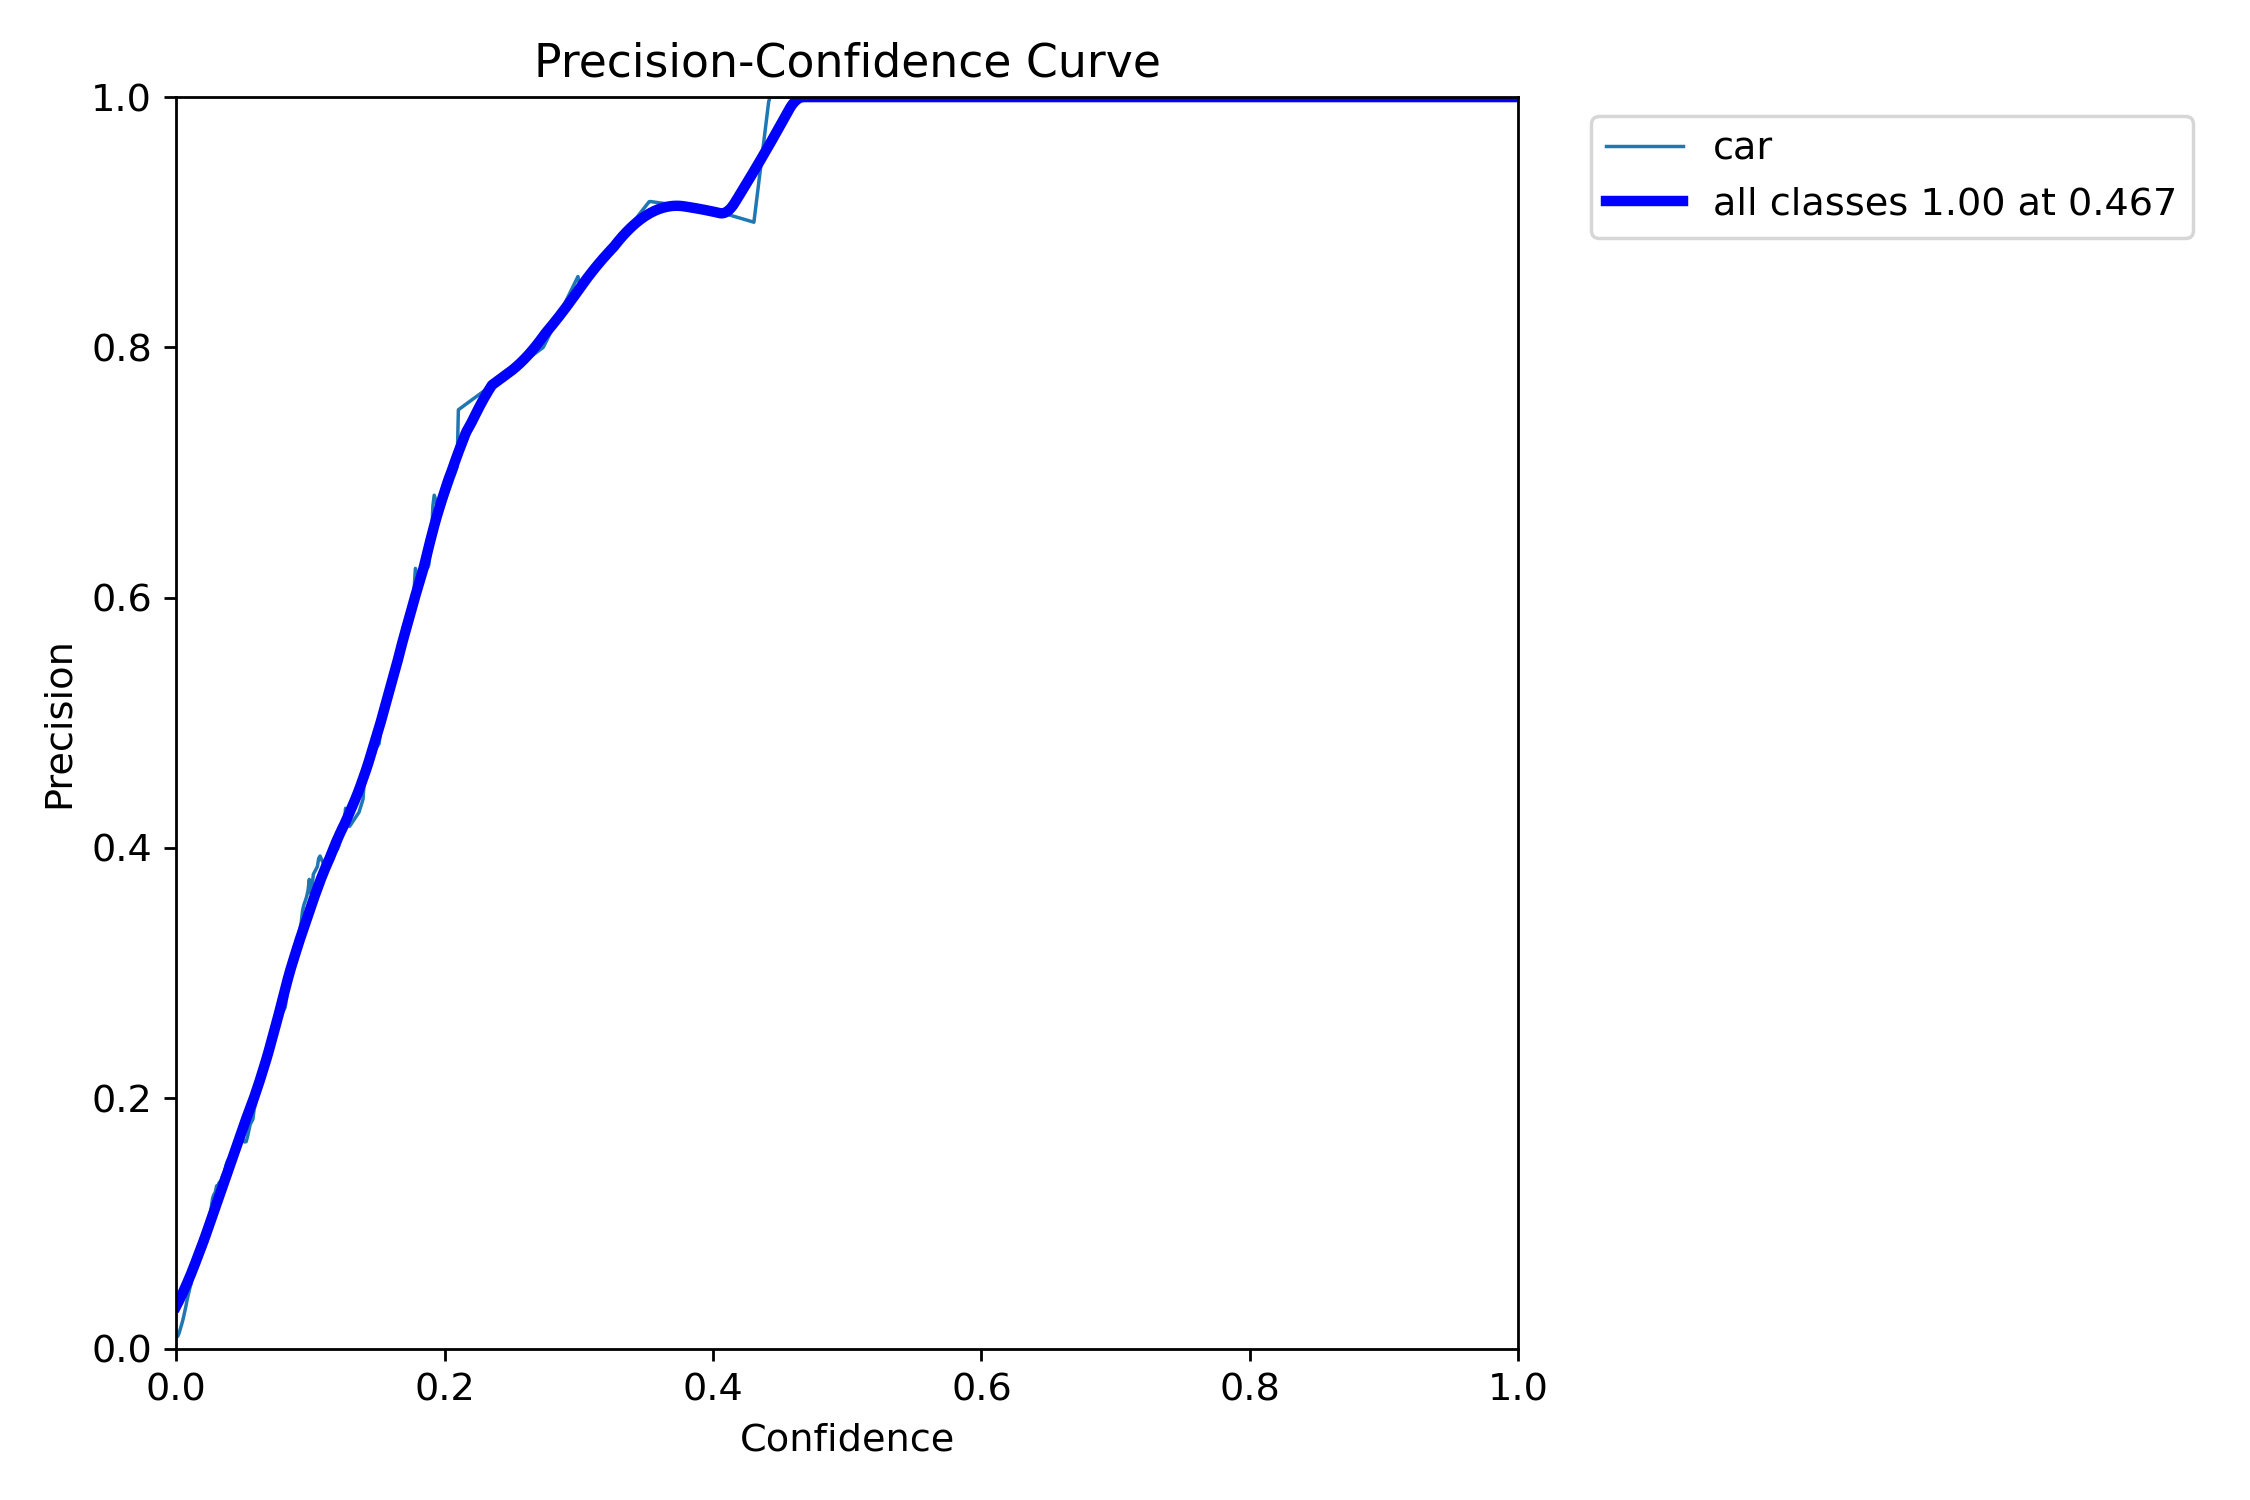 Precision-Confidence Curve
1.0
0.8
0.6
0.4
0.2
0.0
Precision
0.0 0.2 0.4 0.6 0.8 1.0
Confidence
car
all classes 1.00 at 0.467